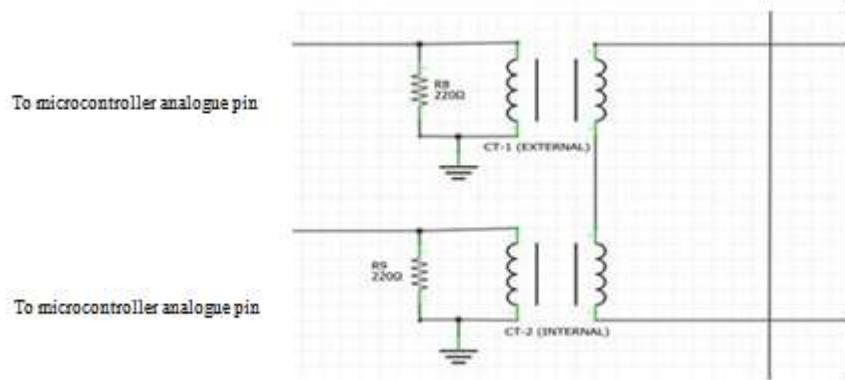 R8
220Ω
To microcontroller analogue pin
CT-1 (EXTERNAL)
R9
220Ω
To microcontroller analogue pin
CT-2 (INTERNAL)